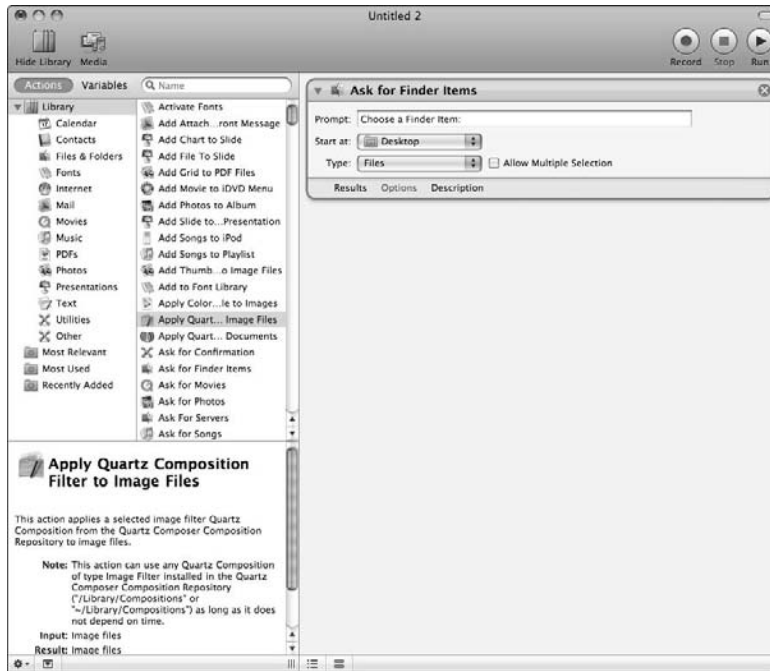 Untitled 2
Hide Library Media
Record Stop Run
Actions Variables
Name
Library
Calendar
Contacts
Files & Folders
Fonts
Internet
Mail
Movies
Music
PDFs
Photos
Presentations
Text
Utilities
Other
Most Relevant
Most Used
Recently Added
Activate Fonts
Add Attach...ront Message
Add Chart to Slide
Add File To Slide
Add Grid to PDF Files
Add Movie to iDVD Menu
Add Photos to Album
Add Slide to...Presentation
Add Songs to iPod
Add Songs to Playlist
Add Thumb...o Image Files
Add to Font Library
Apply Color...le to Images
Apply Quart... Image Files
Apply Quart... Documents
Ask for Confirmation
Ask for Finder Items
Ask for Movies
Ask for Photos
Ask For Servers
Ask for Songs
Apply Quartz Composition
Filter to Image Files
This action applies a selected image filter Quartz
Composition from the Quartz Composer Composition
Repository to image files.
Note: This action can use any Quartz Composition
of type Image Filter installed in the Quartz
Composer Composition Repository
("/Library/Compositions" or
"~/Library/Compositions") as long as it does
not depend on time.
Input: Image files
Result: Image files
Ask for Finder Items
Prompt: Choose a Finder Item:
Start at: Desktop
Type: Files Allow Multiple Selection
Results Options Description